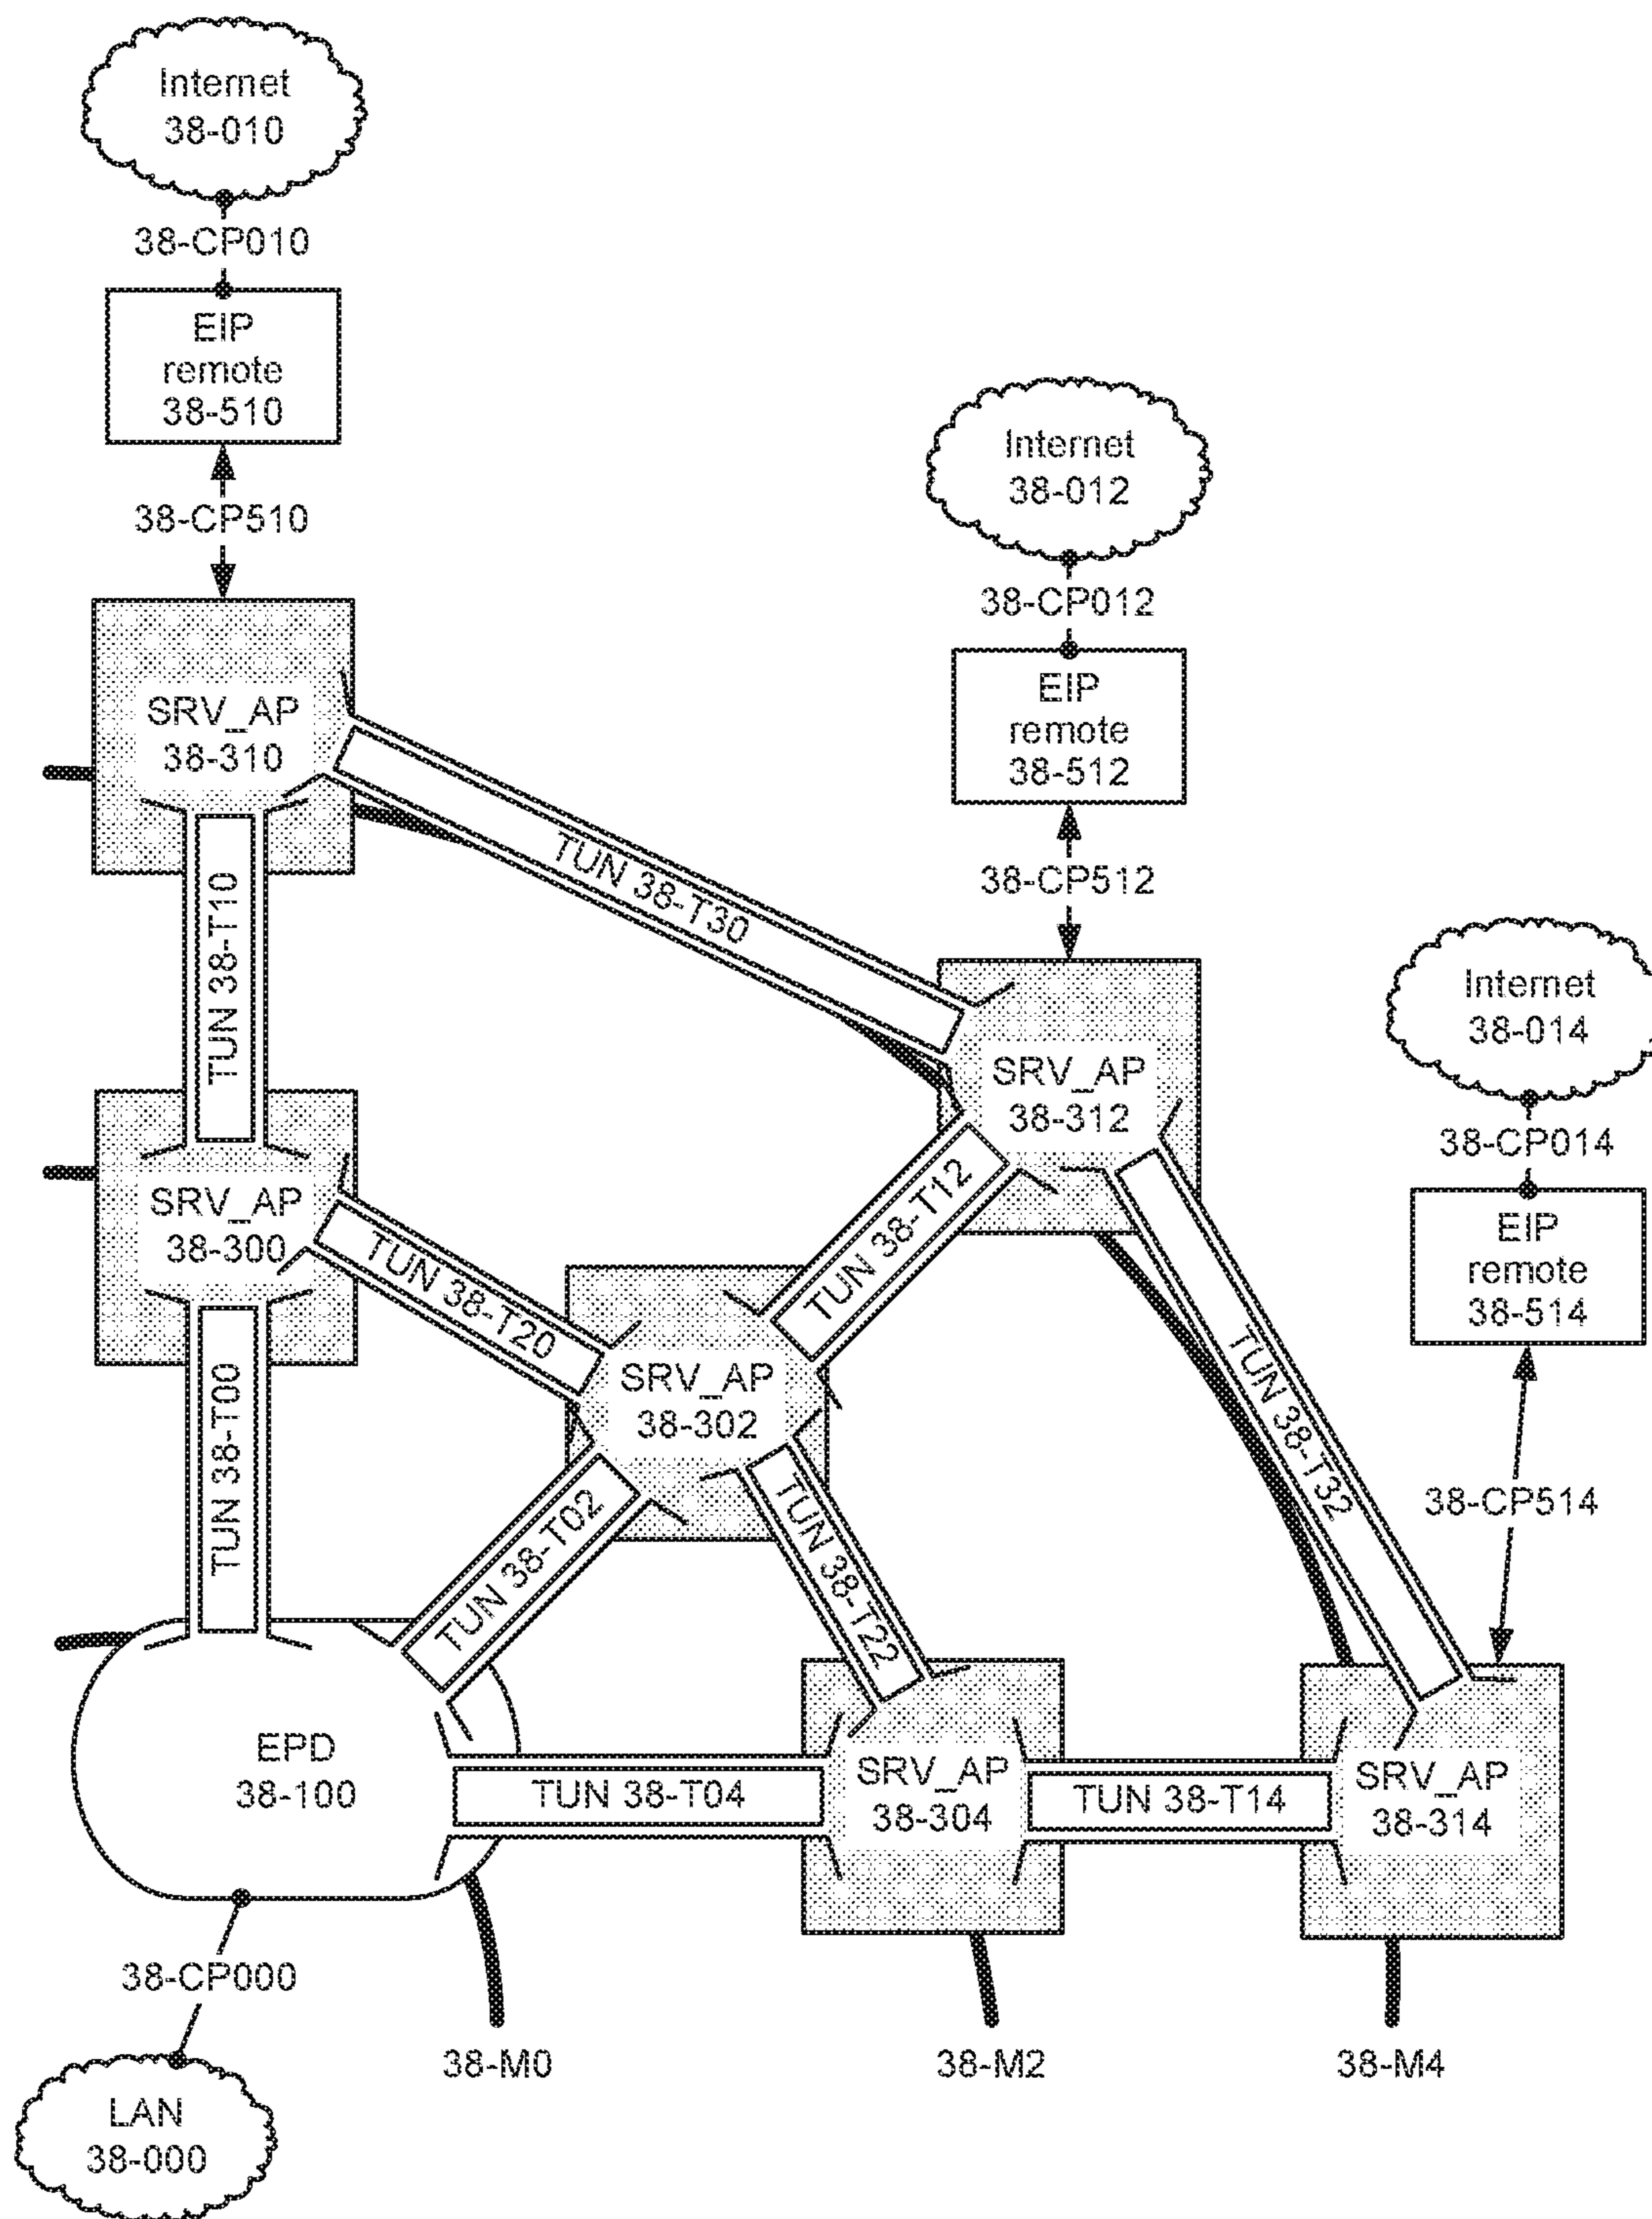 Internet
38-010
38-CP010
EIP
remote
38-510
38-CP510
Internet
38-012
38-CP012
EIP
remote
38-512
38-CP512
SRV_AP
38-310
TUN 38-T30
TUN 38-T10
Internet
38-014
38-CP014
EIP
remote
38-514
38-CP514
SRV_AP
38-312
TUN 38-T12
SRV_AP
38-300
TUN 38-T20
SRV_AP
38-302
TUN 38-T32
TUN 38-T00
TUN 38-T02
TUN 38-T22
EPD
38-100
TUN 38-T04
SRV_AP
38-304
TUN 38-T14
SRV_AP
38-314
38-CP000
38-M0
38-M2
38-M4
LAN
38-000